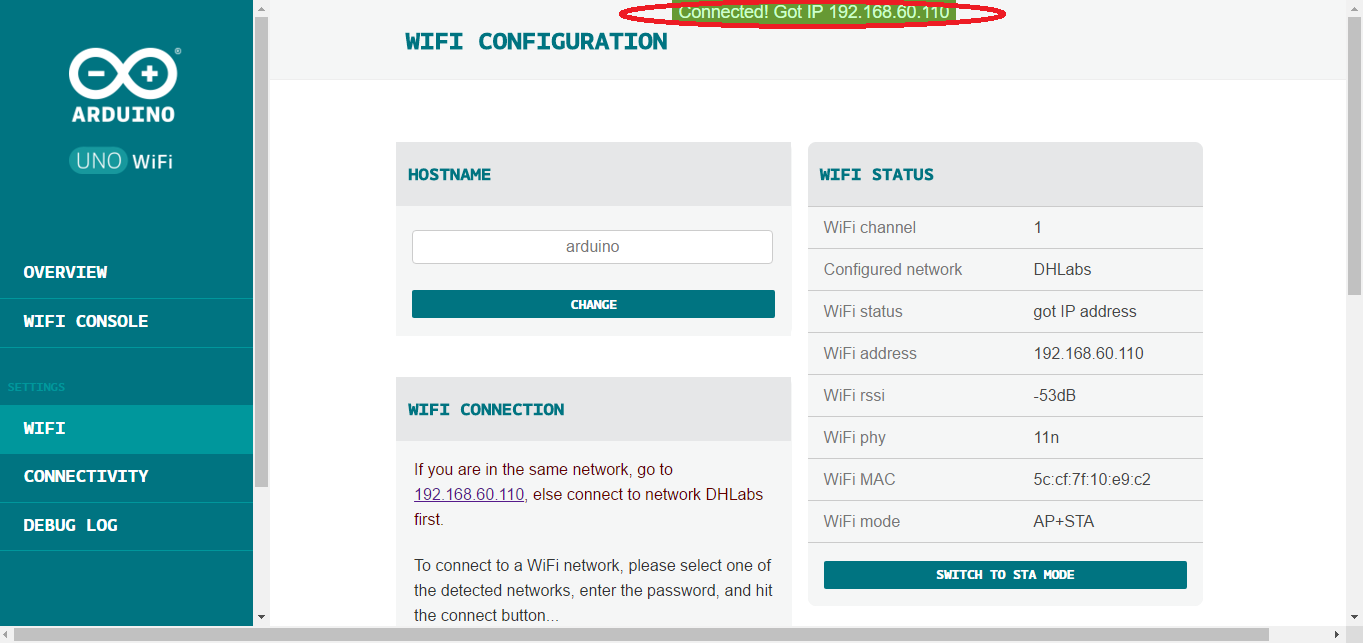 ARDUINO
UNO WiFi
OVERVIEW
WIFI CONSOLE
SETTINGS
WIFI
CONNECTIVITY
DEBUG LOG
Connected! Got IP 192.168.60.110
WIFI CONFIGURATION
HOSTNAME
arduino
CHANGE
WIFI CONNECTION
If you are in the same network, go to
192.168.60.110, else connect to network DHLabs
first.
To connect to a WiFi network, please select one of
the detected networks, enter the password, and hit
the connect button...
WIFI STATUS
WiFi channel 1
Configured network DHLabs
WiFi status got IP address
WiFi address 192.168.60.110
WiFi rssi -53dB
WiFi phy 11n
WiFi MAC 5c:cf:7f:10:e9:c2
WiFi mode AP+STA
SWITCH TO STA MODE